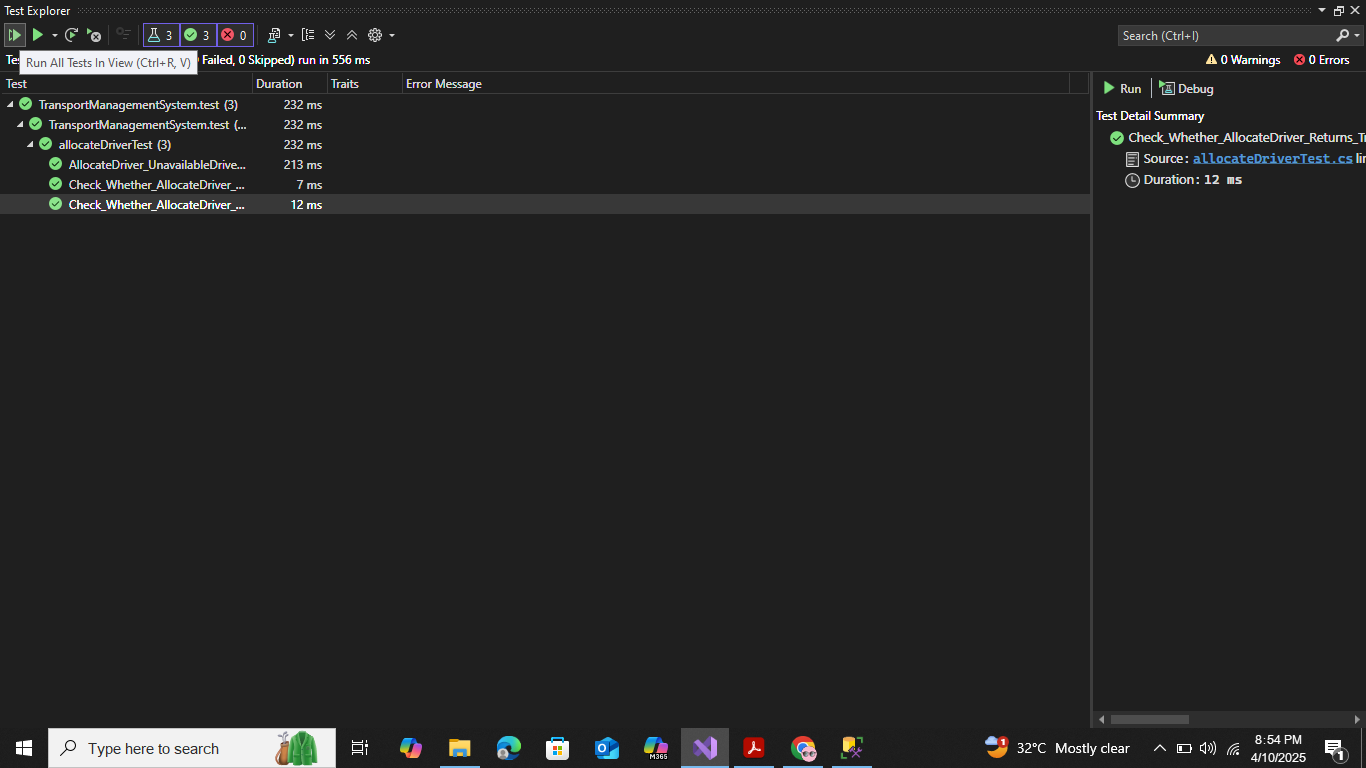 Test Explorer
3 3 0
Search (Ctrl+I)
Run All Tests In View (Ctrl+R, V)
Failed, 0 Skipped) run in 556 ms
0 Warnings 0 Errors
Test Duration Traits Error Message
TransportManagementSystem.test (3) 232 ms
TransportManagementSystem.test (... 232 ms
allocateDriverTest (3) 232 ms
AllocateDriver_UnavailableDrive... 213 ms
Check_Whether_AllocateDriver_... 7 ms
Check_Whether_AllocateDriver_... 12 ms
Run Debug
Test Detail Summary
Check_Whether_AllocateDriver_Returns_Tr
Source: allocateDriverTest.cs lin
Duration: 12 ms
Type here to search
M365
1
32°C Mostly clear
8:54 PM
4/10/2025
1